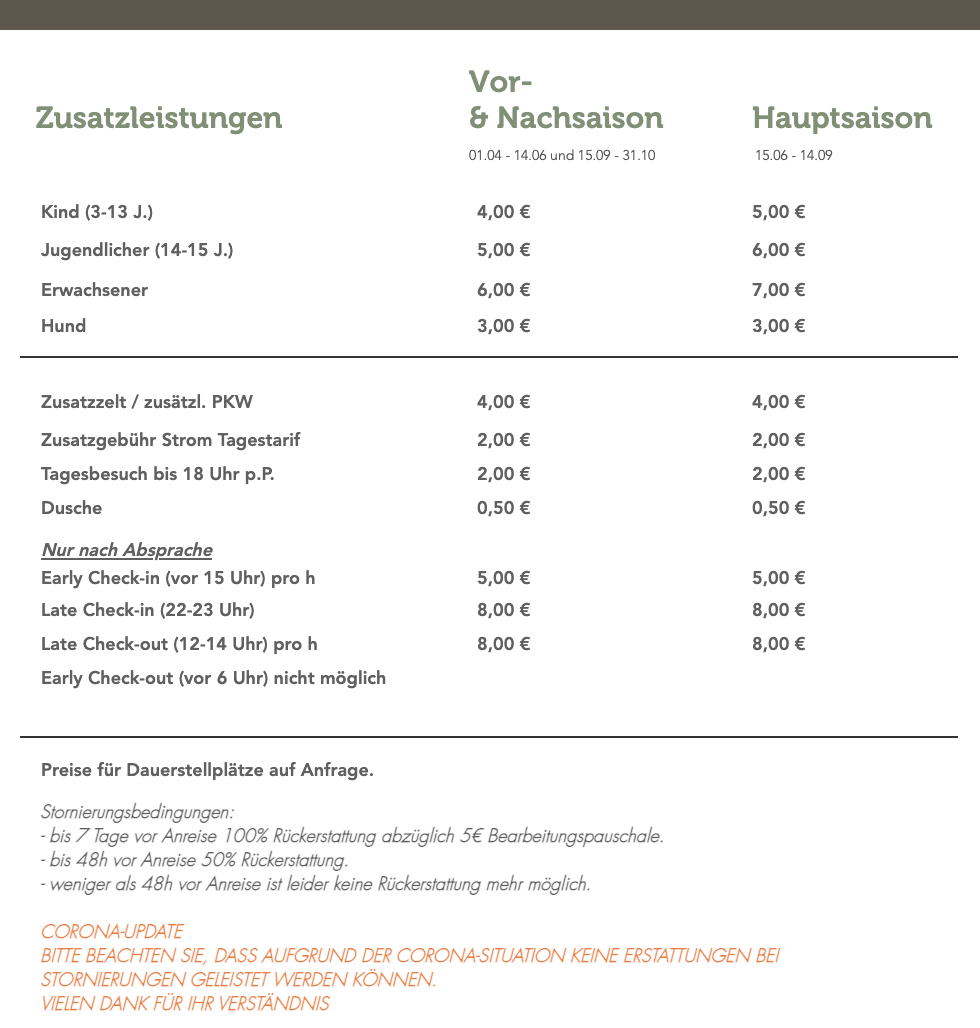 Zusatzleistungen
Vor-
& Nachsaison
01.04 - 14.06 und 15.09 - 31.10
Hauptsaison
15.06 - 14.09
Kind (3-13 J.) 4,00 € 5,00 €
Jugendlicher (14-15 J.) 5,00 € 6,00 €
Erwachsener 6,00 € 7,00 €
Hund 3,00 € 3,00 €
Zusatzzelt / zusätzl. PKW 4,00 € 4,00 €
Zusatzgebühr Strom Tagestarif 2,00 € 2,00 €
Tagesbesuch bis 18 Uhr p.P. 2,00 € 2,00 €
Dusche 0,50 € 0,50 €
Nur nach Absprache
Early Check-in (vor 15 Uhr) pro h 5,00 € 5,00 €
Late Check-in (22-23 Uhr) 8,00 € 8,00 €
Late Check-out (12-14 Uhr) pro h 8,00 € 8,00 €
Early Check-out (vor 6 Uhr) nicht möglich
Preise für Dauerstellplätze auf Anfrage.
Stornierungsbedingungen:
- bis 7 Tage vor Anreise 100% Rückerstattung abzüglich 5€ Bearbeitungspauschale.
- bis 48h vor Anreise 50% Rückerstattung.
- weniger als 48h vor Anreise ist leider keine Rückerstattung mehr möglich.
CORONA-UPDATE
BITTE BEACHTEN SIE, DASS AUFGRUND DER CORONA-SITUATION KEINE ERSTATTUNGEN BEI
STORNIERUNGEN GELEISTET WERDEN KÖNNEN.
VIELEN DANK FÜR IHR VERSTÄNDNIS